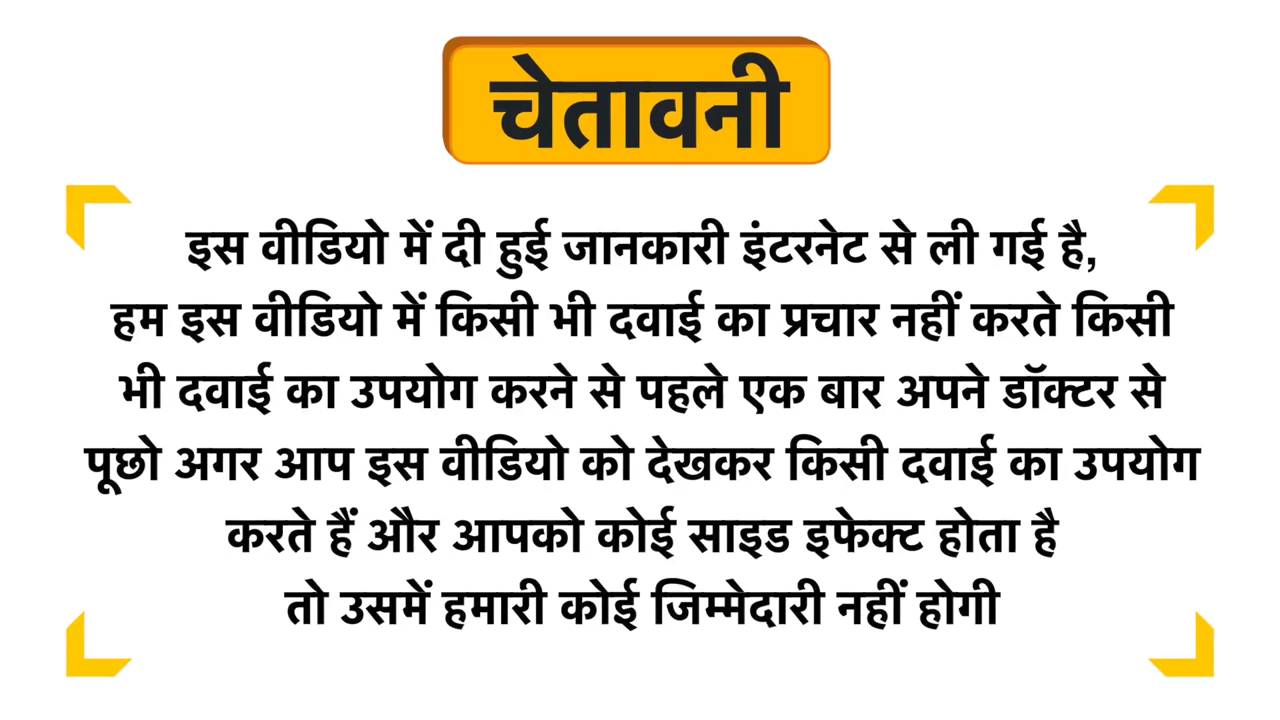 चेतावनी
इस वीडियो में दी हुई जानकारी इंटरनेट से ली गई है,
हम इस वीडियो में किसी भी दवाई का प्रचार नहीं करते किसी
भी दवाई का उपयोग करने से पहले एक बार अपने डॉक्टर से
पूछो अगर आप इस वीडियो को देखकर किसी दवाई का उपयोग
करते हैं और आपको कोई साइड इफेक्ट होता है
तो उसमें हमारी कोई जिम्मेदारी नहीं होगी